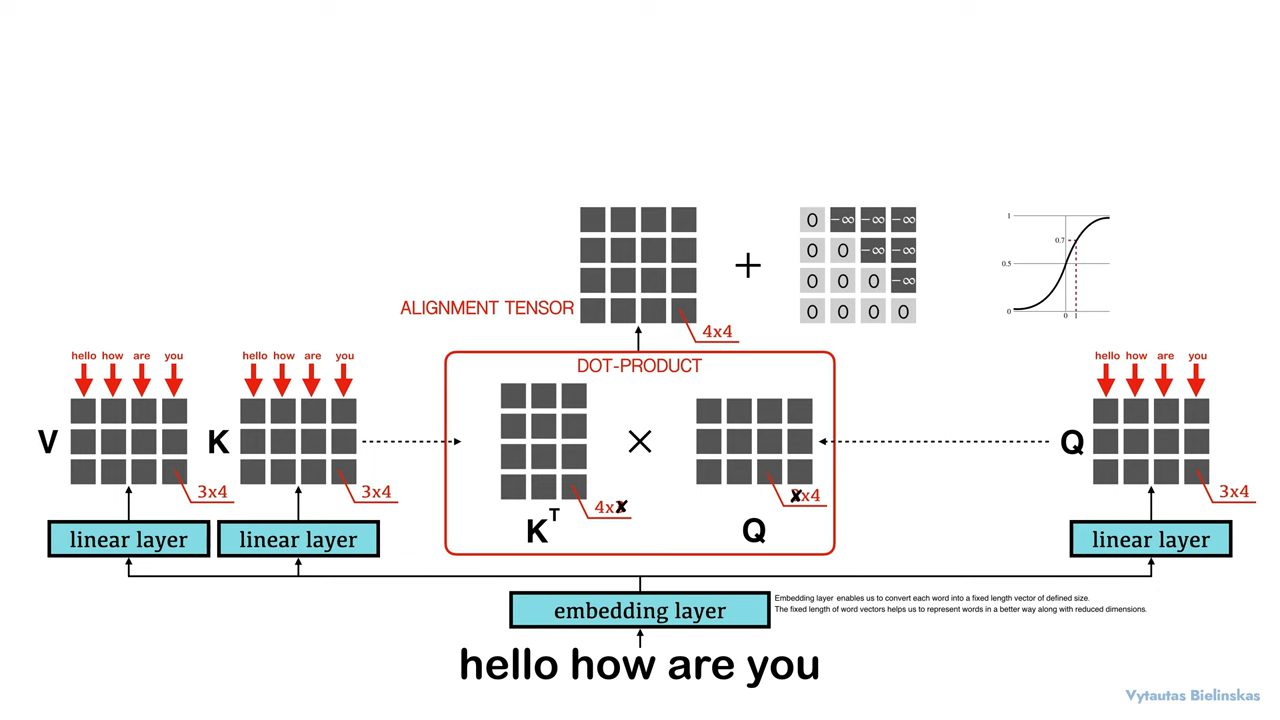 0 −∞ −∞ −∞
0 0 −∞ −∞
0 0 0 −∞
0 0 0 0
+
1
0.7
0.5
0
0 1
ALIGNMENT TENSOR
4x4
hello how are you
hello how are you
hello how are you
DOT-PRODUCT
V
K
×
Q
3x4
3x4
4x
x4
3x4
K^T
Q
linear layer
linear layer
linear layer
embedding layer
Embedding layer enables us to convert each word into a fixed length vector of defined size.
The fixed length of word vectors helps us to represent words in a better way along with reduced dimensions.
hello how are you
Vytautas Bielinskas